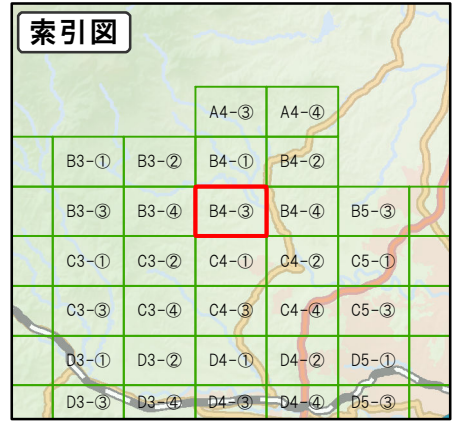 索引図
A4-③ A4-④
B3-① B3-② B4-① B4-②
B3-③ B3-④ B4-③ B4-④ B5-③
C3-① C3-② C4-① C4-② C5-①
C3-③ C3-④ C4-③ C4-④ C5-③
D3-① D3-② D4-① D4-② D5-①
D3-③ D3-④ D4-③ D4-④ D5-③